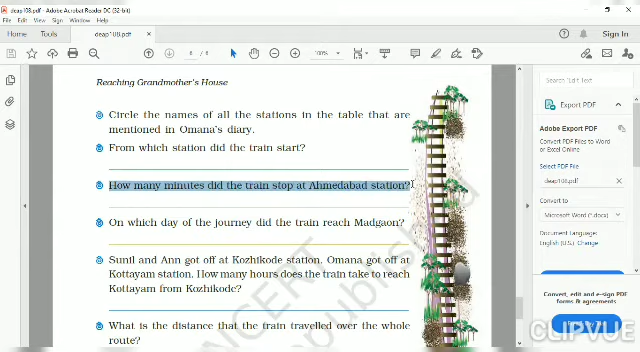 deap108.pdf - Adobe Acrobat Reader DC (32-bit)
File Edit View Sign Window Help
Home Tools deap108.pdf × Sign In
6 / 6 100%
Reaching Grandmother's House
Circle the names of all the stations in the table that are
mentioned in Omana's diary.
From which station did the train start?
How many minutes did the train stop at Ahmedabad station?
On which day of the journey did the train reach Madgaon?
Sunil and Ann got off at Kozhikode station. Omana got off at
Kottayam station. How many hours does the train take to reach
Kottayam from Kozhikode?
What is the distance that the train travelled over the whole
route?
Search 'Edit Text'
Export PDF
Adobe Export PDF
Convert PDF Files to Word
or Excel Online
Select PDF File
deap108.pdf ×
Convert to
Microsoft Word (*.docx)
Document Language:
English (U.S.) Change
Convert, edit and e-sign PDF
forms & agreements
CLIPVUE
NCERT